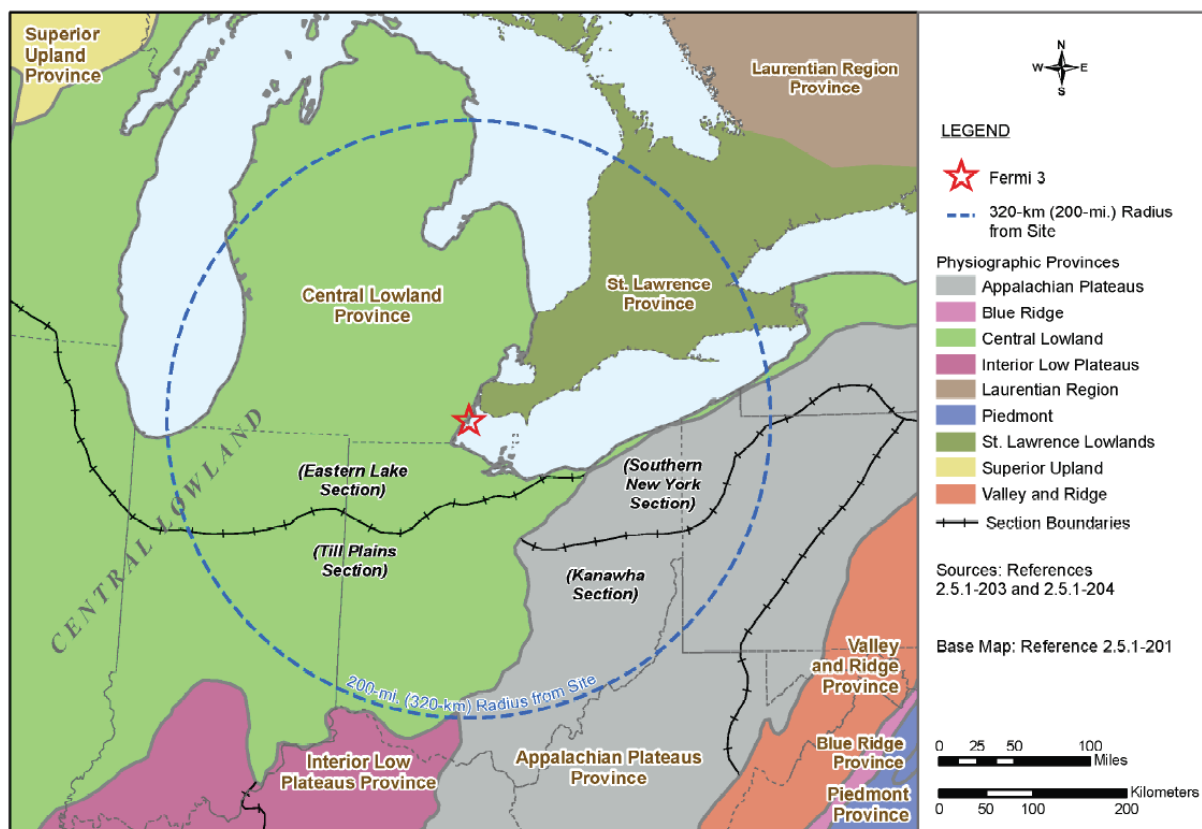 Superior
Upland
Province
Laurentian Region
Province
Central Lowland
Province
St. Lawrence
Province
CENTRAL LOWLAND
(Eastern Lake
Section)
(Till Plains
Section)
(Southern
New York
Section)
(Kanawha
Section)
200-mi. (320-km) Radius from Site
Interior Low
Plateaus Province
Appalachian Plateaus
Province
Valley
and Ridge
Province
Blue Ridge
Province
Piedmont
Province
N
W E
S
LEGEND
Fermi 3
320-km (200-mi.) Radius
from Site
Physiographic Provinces
Appalachian Plateaus
Blue Ridge
Central Lowland
Interior Low Plateaus
Laurentian Region
Piedmont
St. Lawrence Lowlands
Superior Upland
Valley and Ridge
Section Boundaries
Sources: References
2.5.1-203 and 2.5.1-204
Base Map: Reference 2.5.1-201
0 25 50 100
Miles
Kilometers
0 50 100 200